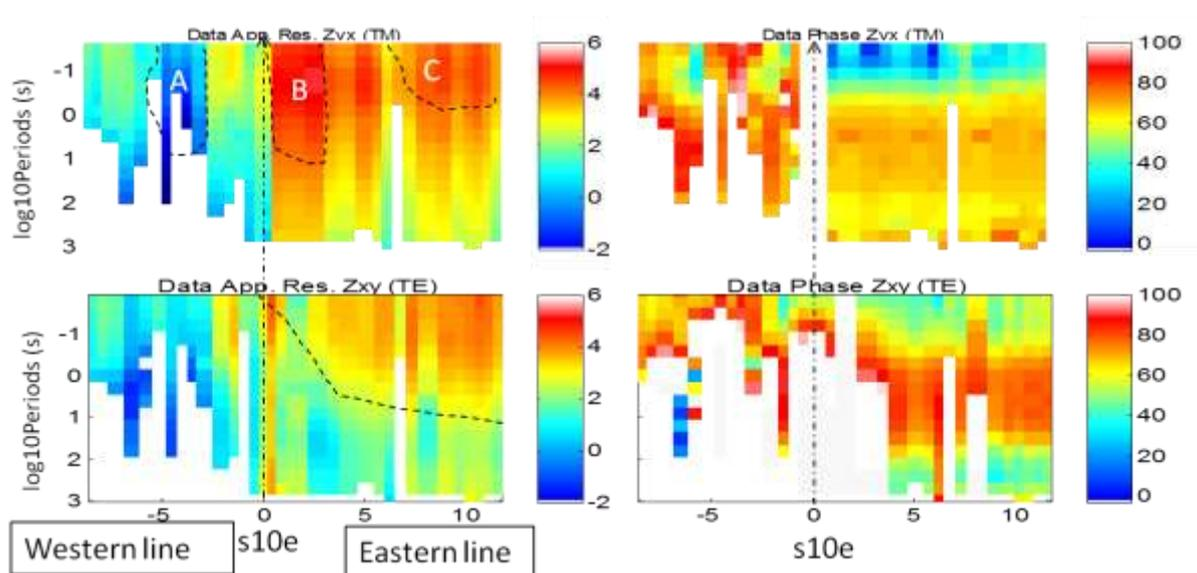 Data App. Res. Zyx (TM)
Data Phase Zyx (TM)
log10Periods (s)
-1
0
1
2
3
A
B
C
6
4
2
0
-2
100
80
60
40
20
0
Data App. Res. Zxy (TE)
Data Phase Zxy (TE)
log10Periods (s)
-1
0
1
2
3
-5 0 5 10
6
4
2
0
-2
-5 0 5 10
100
80
60
40
20
0
Western line
s10e
Eastern line
s10e